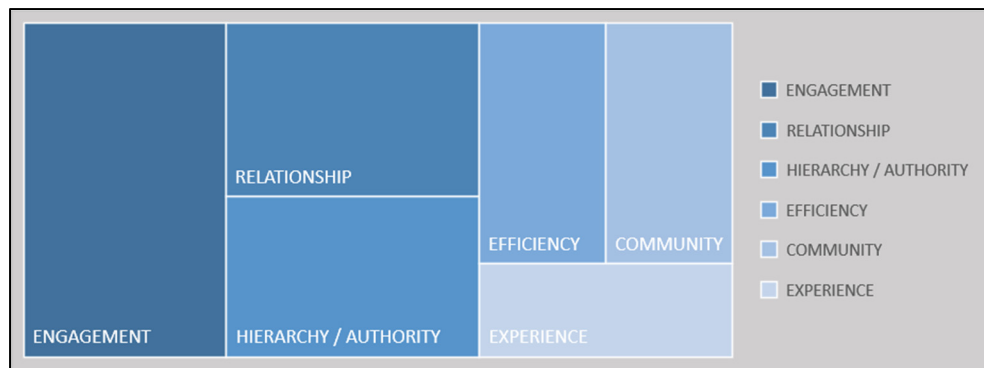 ENGAGEMENT
RELATIONSHIP
HIERARCHY / AUTHORITY
EFFICIENCY
COMMUNITY
EXPERIENCE
ENGAGEMENT
RELATIONSHIP
HIERARCHY / AUTHORITY
EFFICIENCY
COMMUNITY
EXPERIENCE